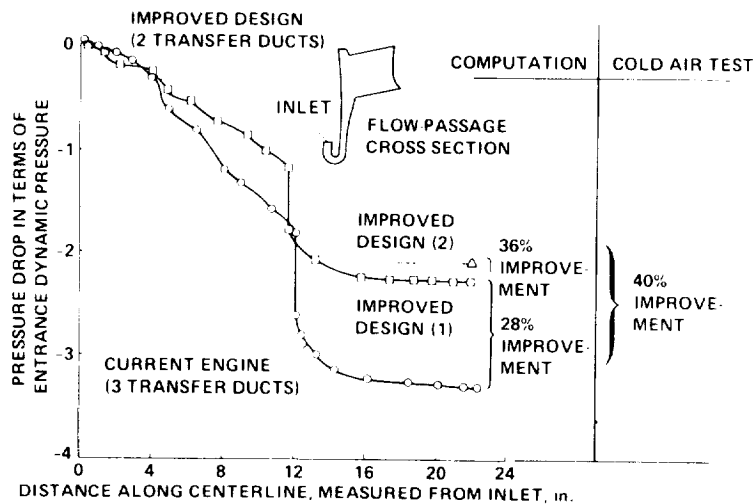 IMPROVED DESIGN
(2 TRANSFER DUCTS)
COMPUTATION
COLD AIR TEST
INLET
FLOW-PASSAGE
CROSS SECTION
PRESSURE DROP IN TERMS OF
ENTRANCE DYNAMIC PRESSURE
0
-1
-2
-3
-4
IMPROVED
DESIGN (2)
36%
IMPROVE-
MENT
IMPROVED
DESIGN (1)
28%
IMPROVE-
MENT
40%
IMPROVE-
MENT
CURRENT ENGINE
(3 TRANSFER DUCTS)
0
4
8
12
16
20
24
DISTANCE ALONG CENTERLINE, MEASURED FROM INLET, in.